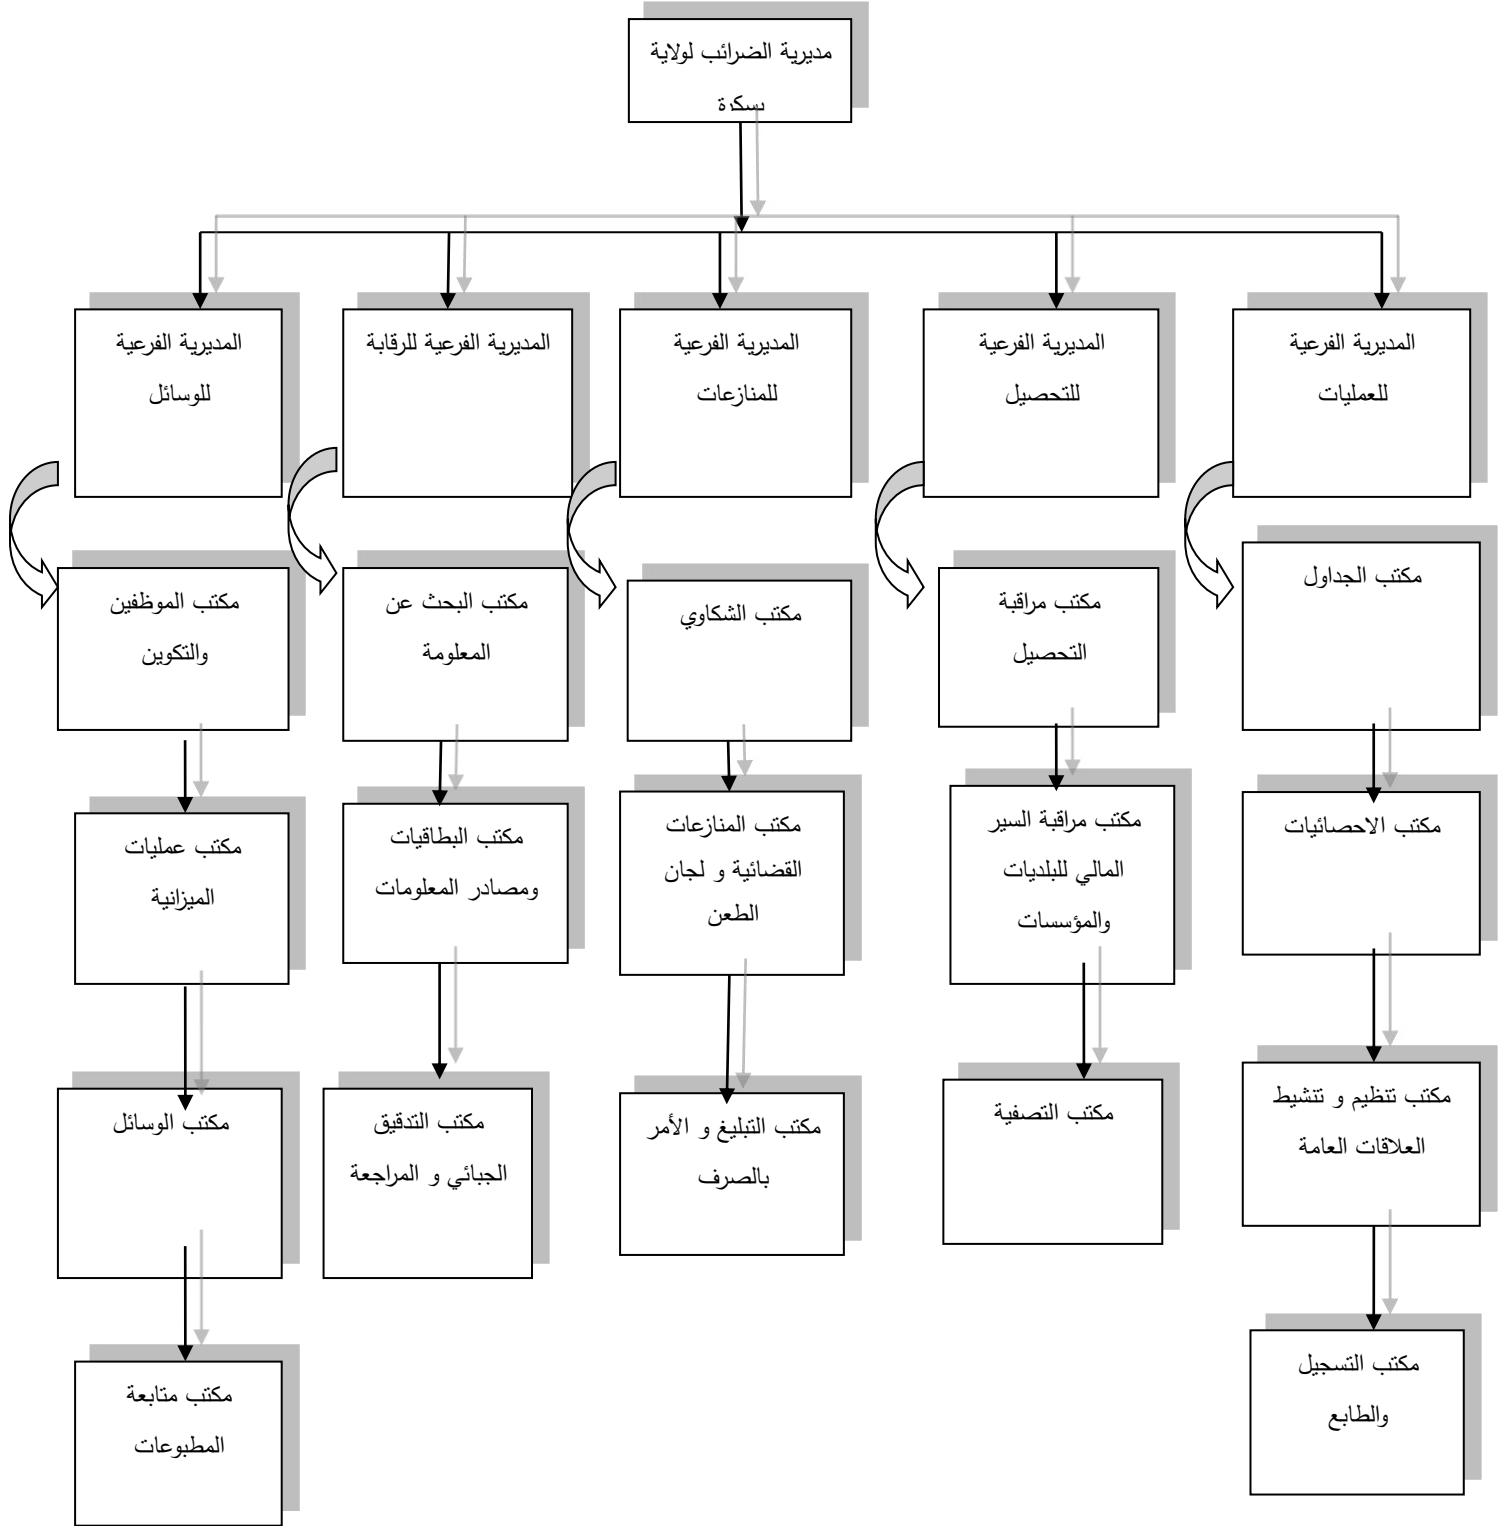 مديرية الضرائب لولاية
بسكرة
المديرية الفرعية
للعمليات
المديرية الفرعية
للتحصيل
المديرية الفرعية
للمنازعات
المديرية الفرعية للرقابة
المديرية الفرعية
للوسائل
مكتب الجداول
مكتب مراقبة
التحصيل
مكتب الشكاوي
مكتب البحث عن
المعلومة
مكتب الموظفين
والتكوين
مكتب الاحصائيات
مكتب مراقبة السير
المالي للبلديات
والمؤسسات
مكتب المنازعات
القضائية و لجان
الطعن
مكتب البطاقيات
ومصادر المعلومات
مكتب عمليات
الميزانية
مكتب تنظيم و تنشيط
العلاقات العامة
مكتب التصفية
مكتب التبليغ و الأمر
بالصرف
مكتب التدقيق
الجبائي و المراجعة
مكتب الوسائل
مكتب التسجيل
والطابع
مكتب متابعة
المطبوعات